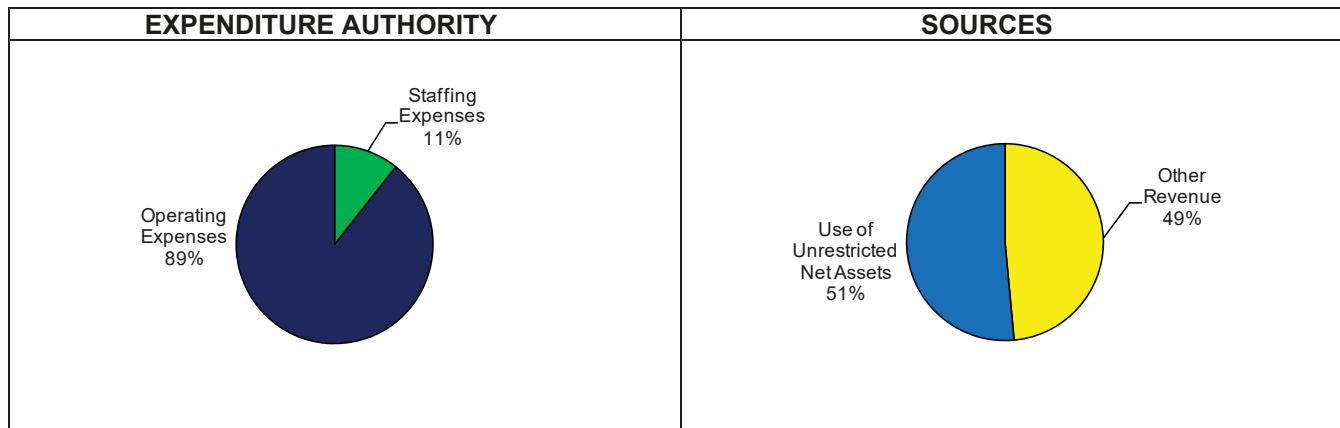 EXPENDITURE AUTHORITY
Staffing
Expenses
11%
Operating
Expenses
89%
SOURCES
Other
Revenue
49%
Use of
Unrestricted
Net Assets
51%